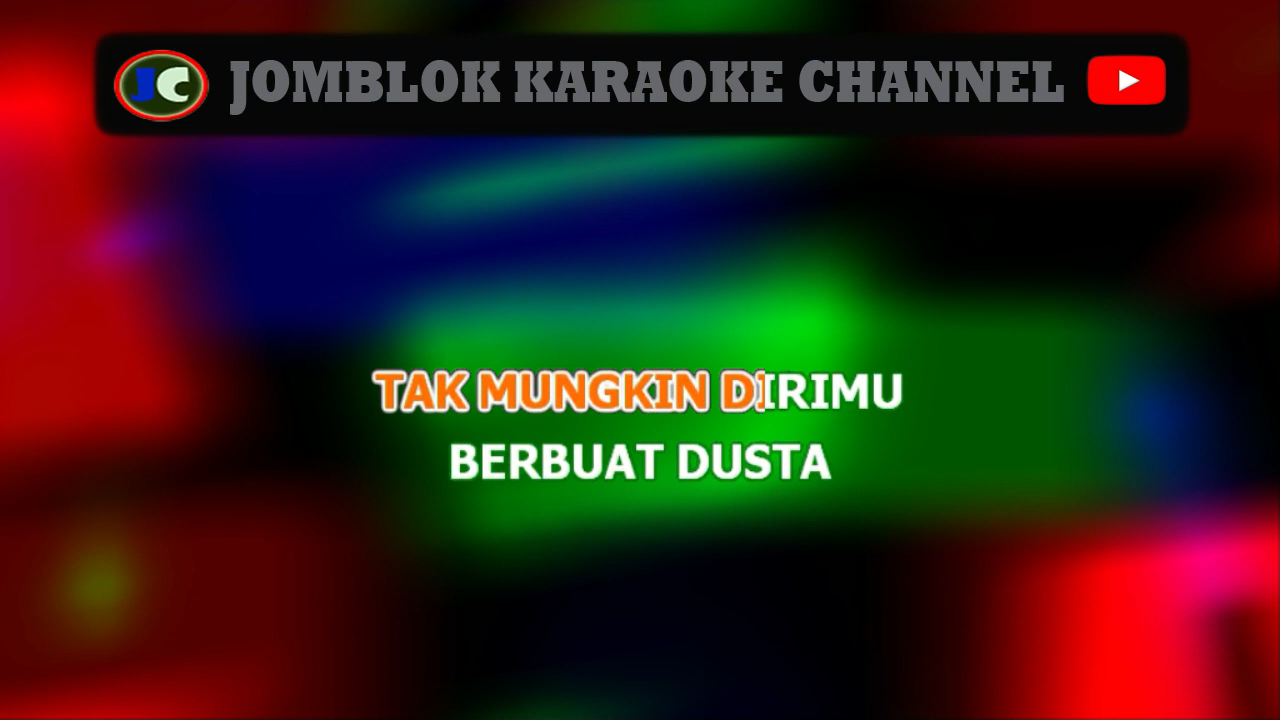 JC JOMBLOK KARAOKE CHANNEL
TAK MUNGKIN DIRIMU
BERBUAT DUSTA